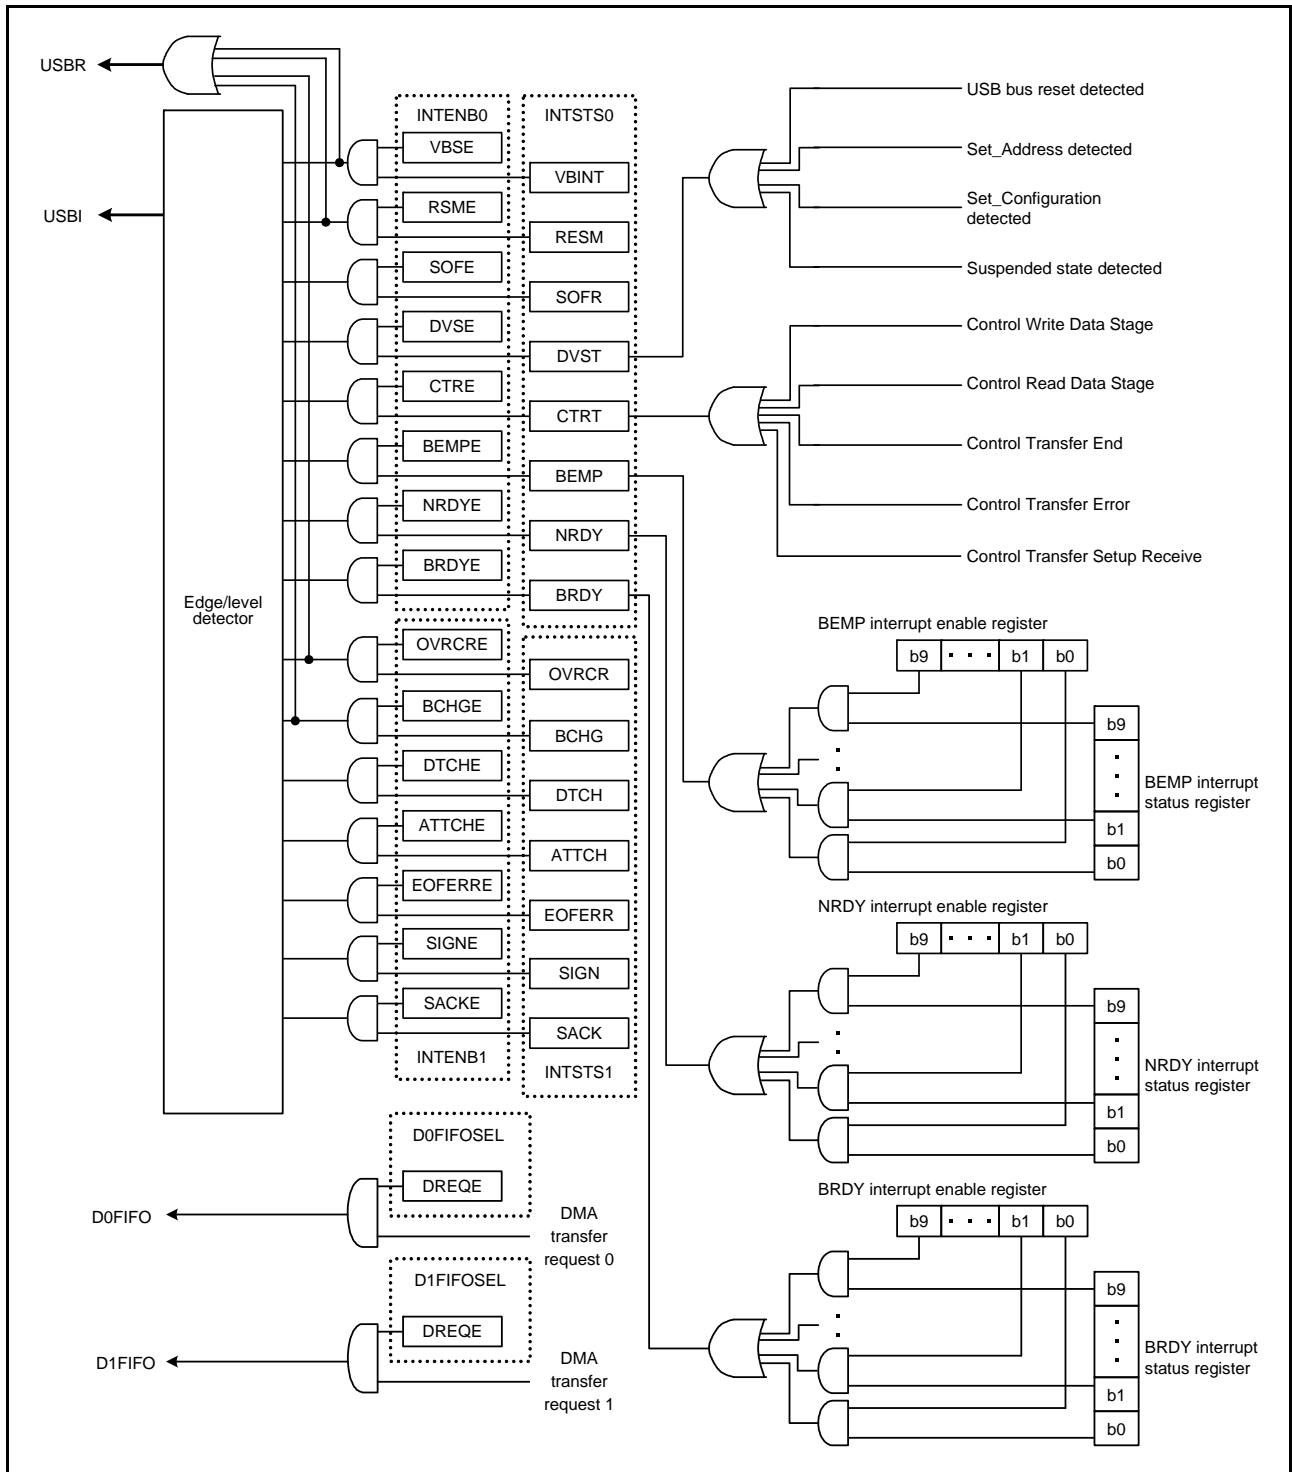 USBR
USBI
Edge/level
detector
INTENB0
VBSE
RSME
SOFE
DVSE
CTRE
BEMPE
NRDYE
BRDYE
OVRCRE
BCHGE
DTCHE
ATTCHE
EOFERRE
SIGNE
SACKE
INTENB1
INTSTS0
VBINT
RESM
SOFR
DVST
CTRT
BEMP
NRDY
BRDY
OVRCR
BCHG
DTCH
ATTCH
EOFERR
SIGN
SACK
INTSTS1
USB bus reset detected
Set_Address detected
Set_Configuration
detected
Suspended state detected
Control Write Data Stage
Control Read Data Stage
Control Transfer End
Control Transfer Error
Control Transfer Setup Receive
BEMP interrupt enable register
b9 · · · b1 b0
b9
b1
b0
BEMP interrupt
status register
NRDY interrupt enable register
b9 · · · b1 b0
b9
b1
b0
NRDY interrupt
status register
BRDY interrupt enable register
b9 · · · b1 b0
b9
b1
b0
BRDY interrupt
status register
D0FIFOSEL
DREQE
D0FIFO
DMA
transfer
request 0
D1FIFOSEL
DREQE
D1FIFO
DMA
transfer
request 1